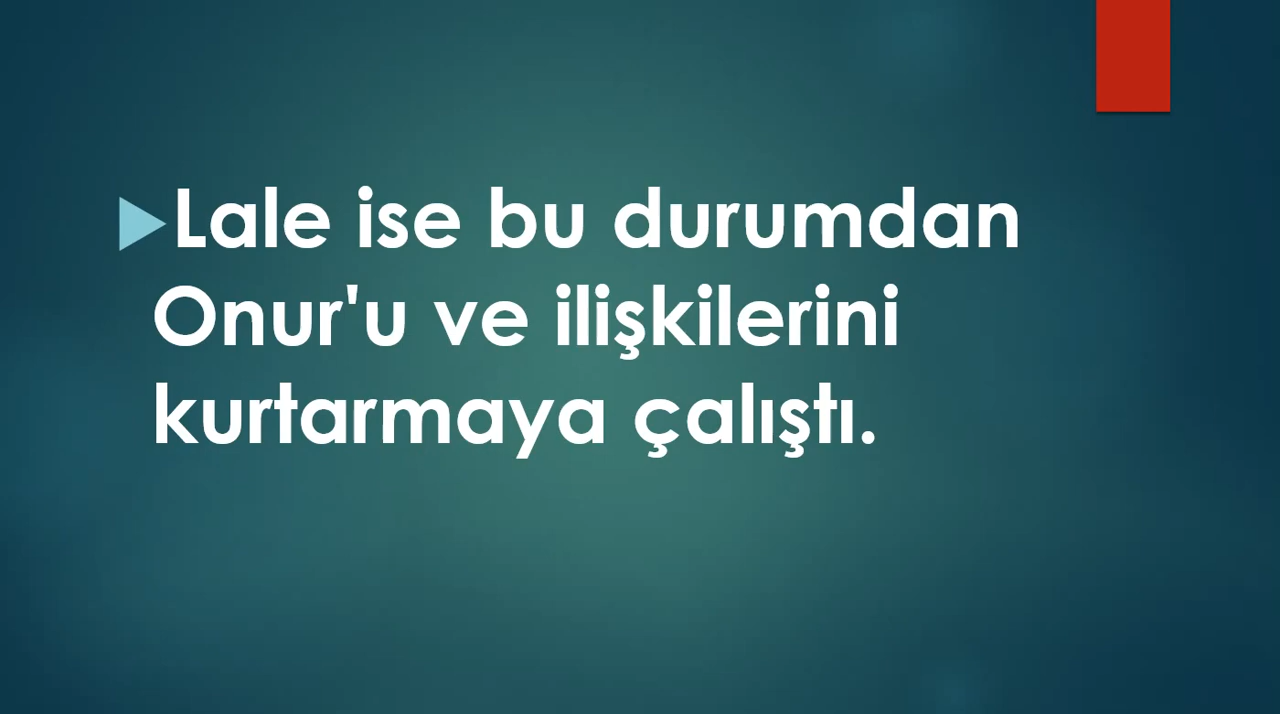 Lale ise bu durumdan
Onur'u ve ilişkilerini
kurtarmaya çalıştı.